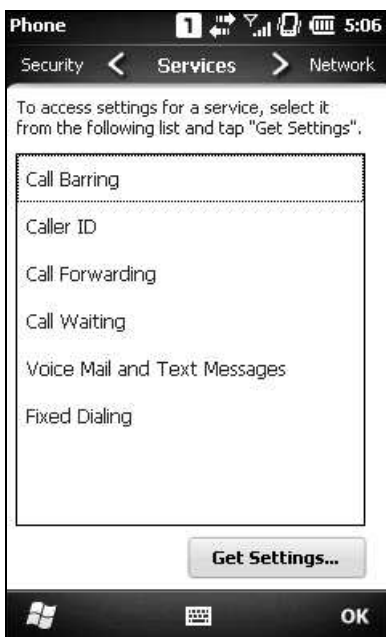 Phone 1 5:06
Security Services Network
To access settings for a service, select it
from the following list and tap "Get Settings".
Call Barring
Caller ID
Call Forwarding
Call Waiting
Voice Mail and Text Messages
Fixed Dialing
Get Settings...
OK